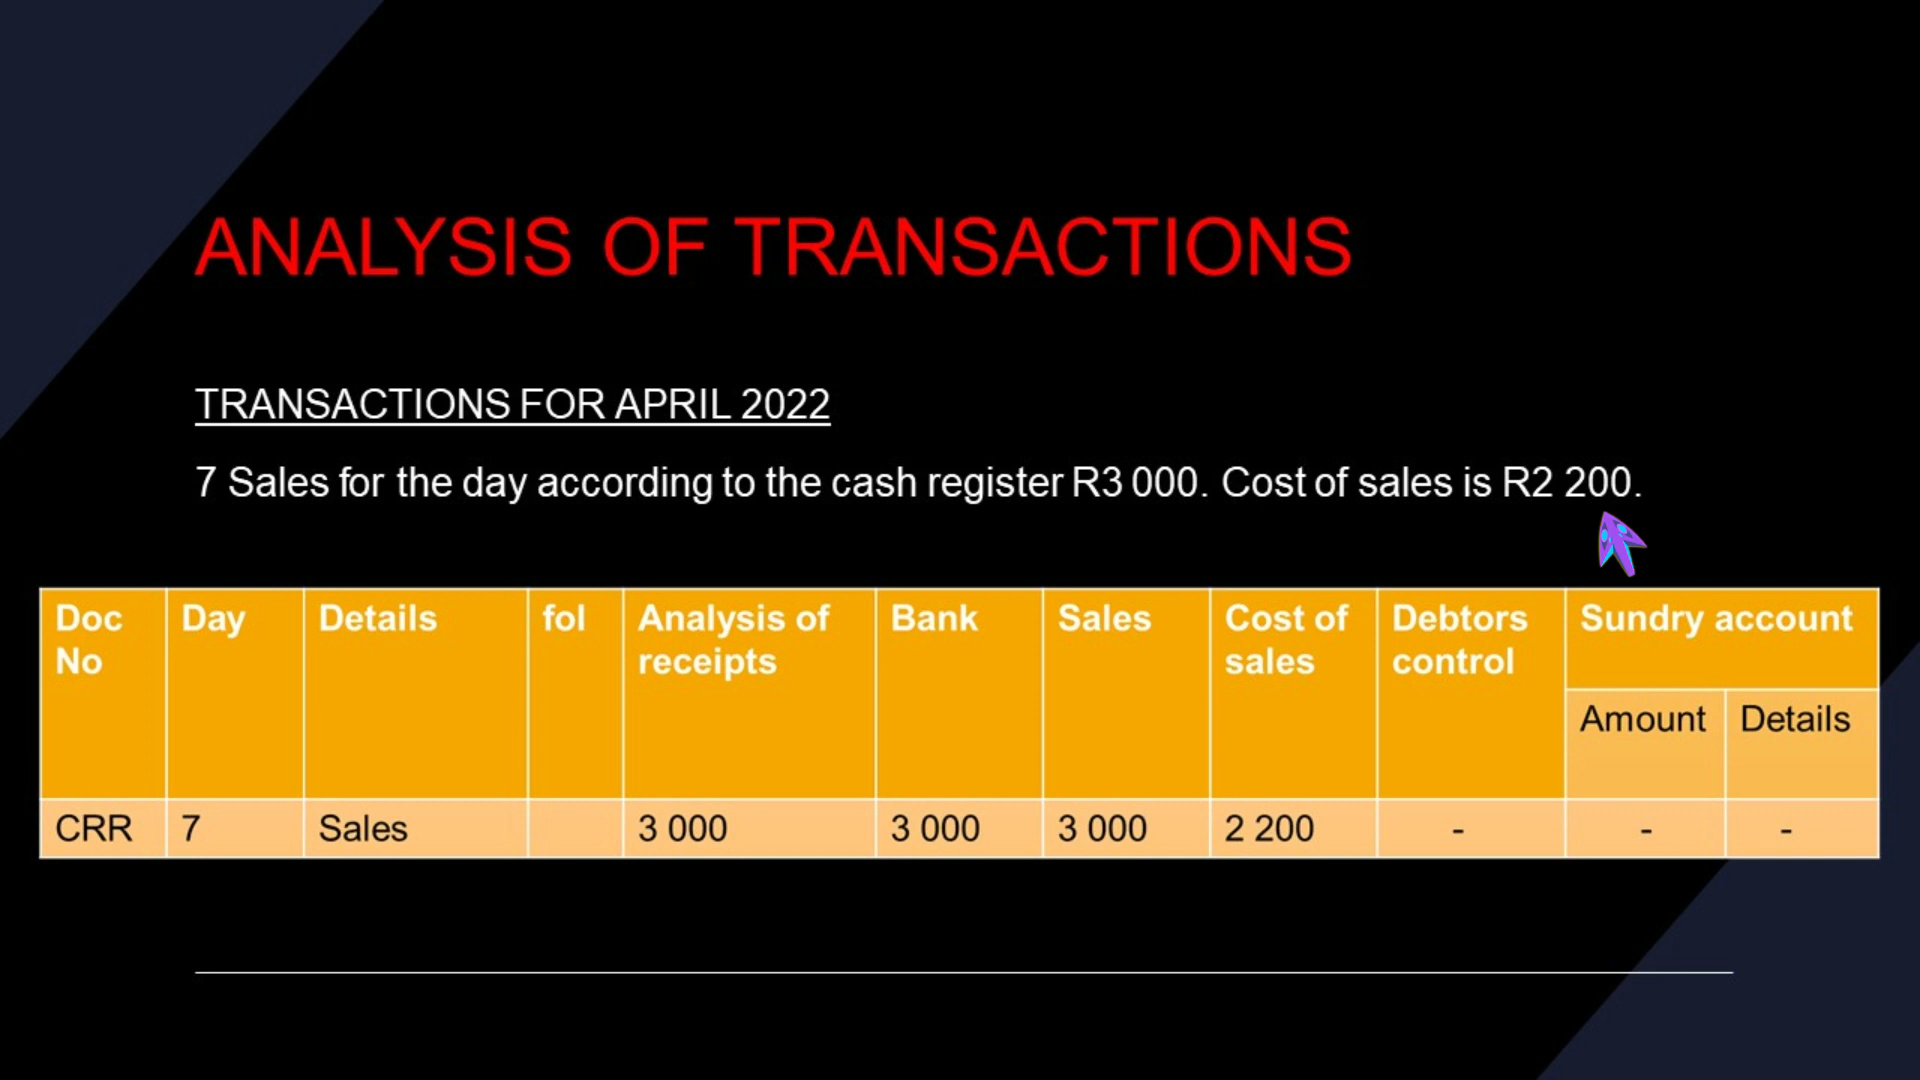 ANALYSIS OF TRANSACTIONS
TRANSACTIONS FOR APRIL 2022
7 Sales for the day according to the cash register R3 000. Cost of sales is R2 200.
Doc No Day Details fol Analysis of receipts Bank Sales Cost of sales Debtors control Sundry account
Amount Details
CRR 7 Sales 3 000 3 000 3 000 2 200 - - -